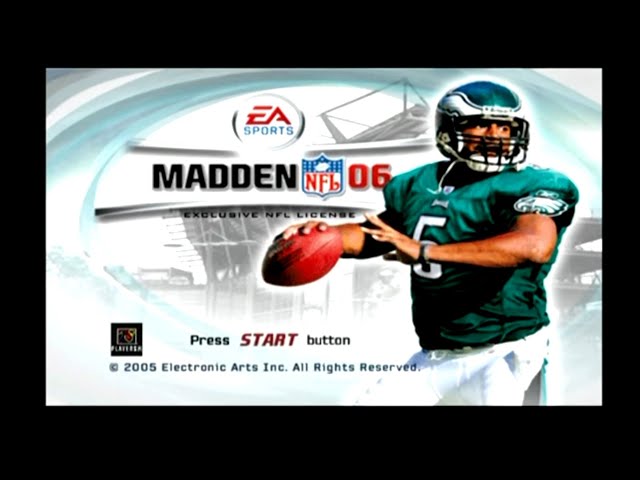 EA
SPORTS
MADDEN NFL 06
EXCLUSIVE NFL LICENSE
5
Press START button
© 2005 Electronic Arts Inc. All Rights Reserved.